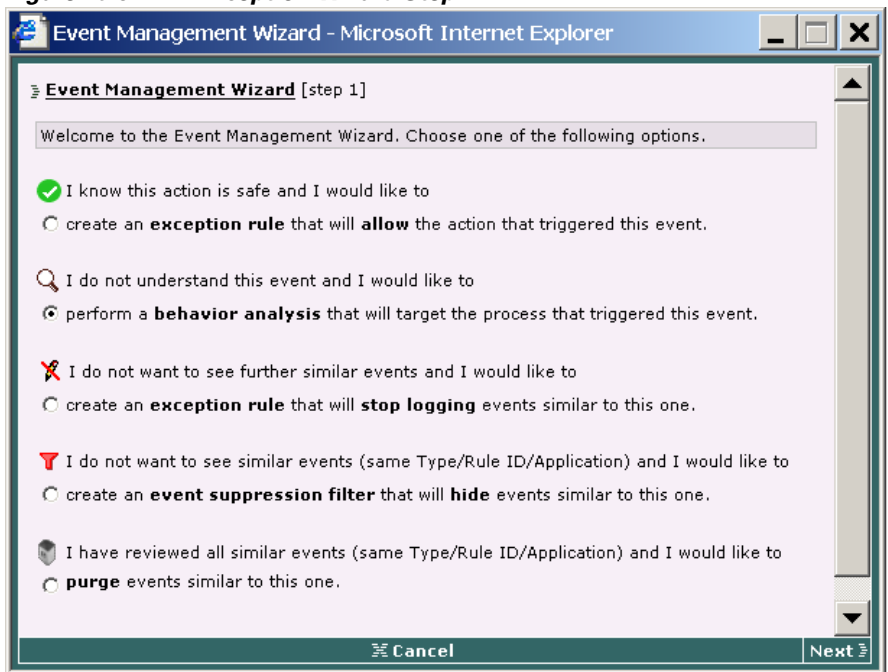 Event Management Wizard - Microsoft Internet Explorer
Event Management Wizard [step 1]
Welcome to the Event Management Wizard. Choose one of the following options.
I know this action is safe and I would like to
create an exception rule that will allow the action that triggered this event.
I do not understand this event and I would like to
perform a behavior analysis that will target the process that triggered this event.
I do not want to see further similar events and I would like to
create an exception rule that will stop logging events similar to this one.
I do not want to see similar events (same Type/Rule ID/Application) and I would like to
create an event suppression filter that will hide events similar to this one.
I have reviewed all similar events (same Type/Rule ID/Application) and I would like to
purge events similar to this one.
Cancel
Next